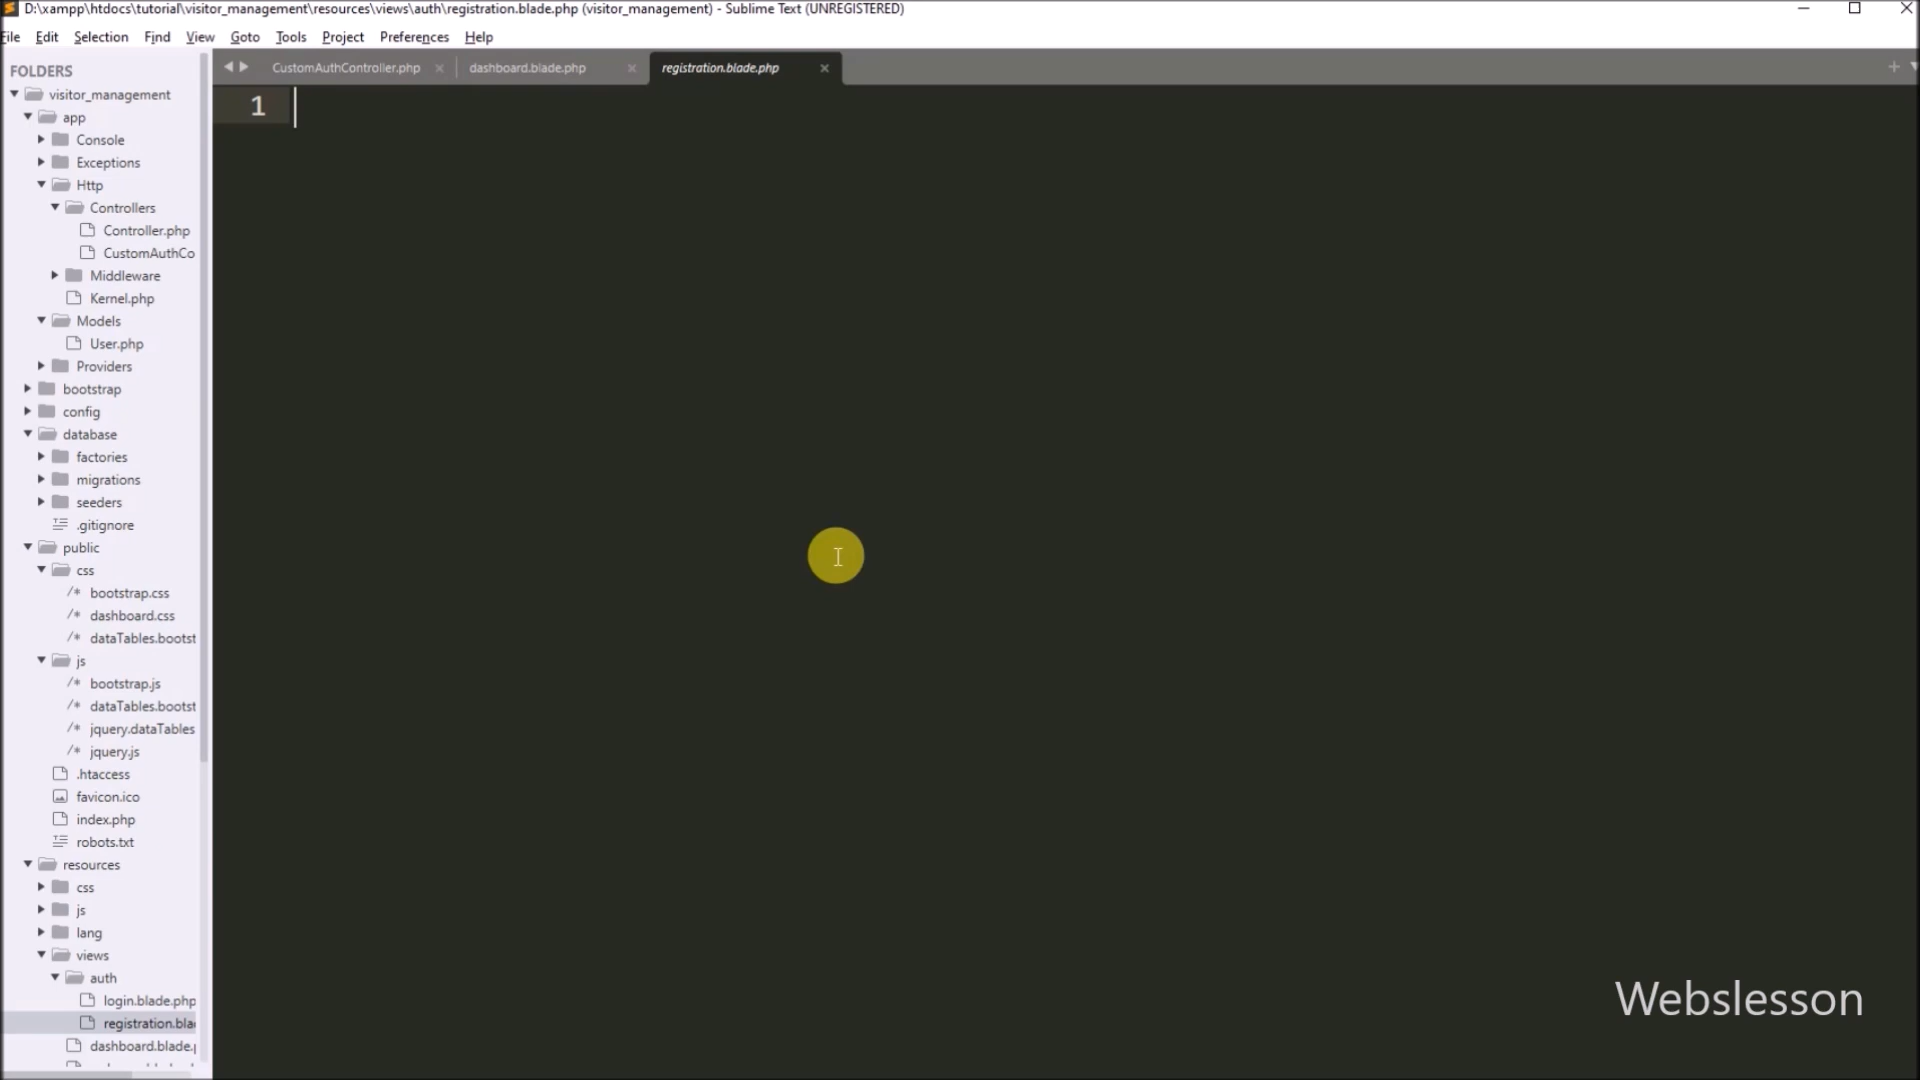 D:\xampp\htdocs\tutorial\visitor_management\resources\views\auth\registration.blade.php (visitor_management) - Sublime Text (UNREGISTERED)
File Edit Selection Find View Goto Tools Project Preferences Help
FOLDERS
CustomAuthController.php
dashboard.blade.php
registration.blade.php
1
visitor_management
app
Console
Exceptions
Http
Controllers
Controller.php
CustomAuthCo
Middleware
Kernel.php
Models
User.php
Providers
bootstrap
config
database
factories
migrations
seeders
.gitignore
public
css
/* bootstrap.css
/* dashboard.css
/* dataTables.bootst
js
/* bootstrap.js
/* dataTables.bootst
/* jquery.dataTables
/* jquery.js
.htaccess
favicon.ico
index.php
robots.txt
resources
css
js
lang
views
auth
login.blade.php
registration.bla
dashboard.blade.p
Webslesson